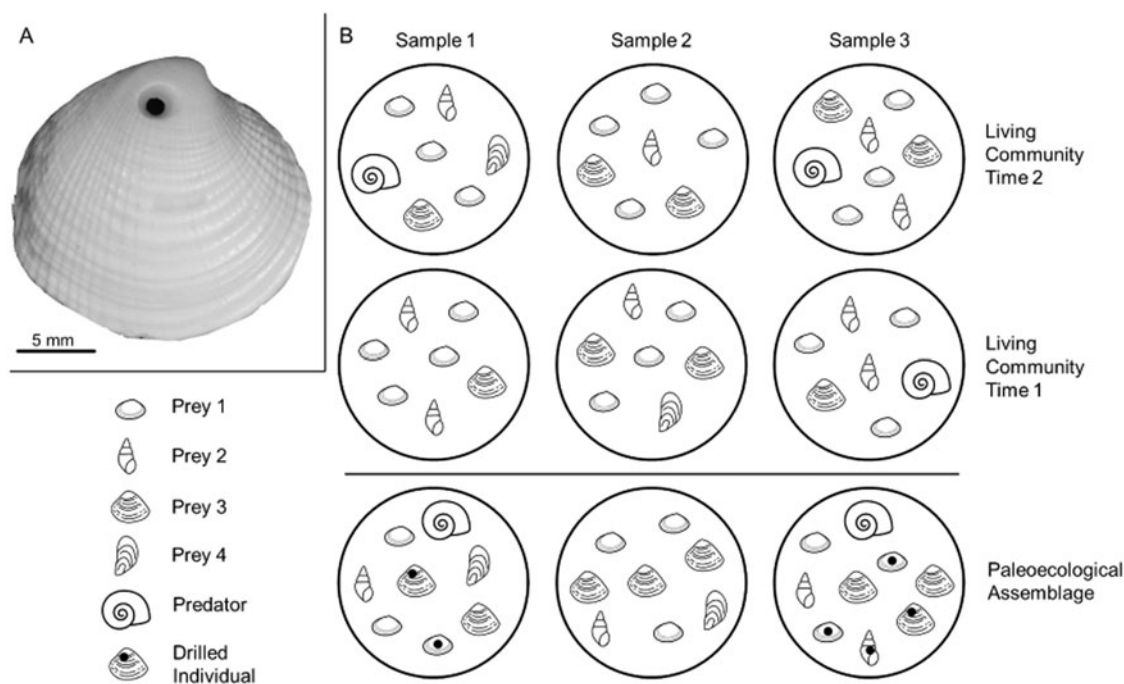 A
5 mm
B
Sample 1
Sample 2
Sample 3
Living
Community
Time 2
Living
Community
Time 1
Paleoecological
Assemblage
Prey 1
Prey 2
Prey 3
Prey 4
Predator
Drilled
Individual